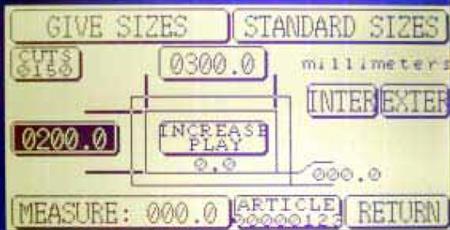 GIVE SIZES
STANDARD SIZES
CUTS
0150
0300.0
millimeters
INTER
EXTER
0200.0
INCREASE
PLAY
0.0
000.0
MEASURE: 000.0
ARTICLE
00000123
RETURN